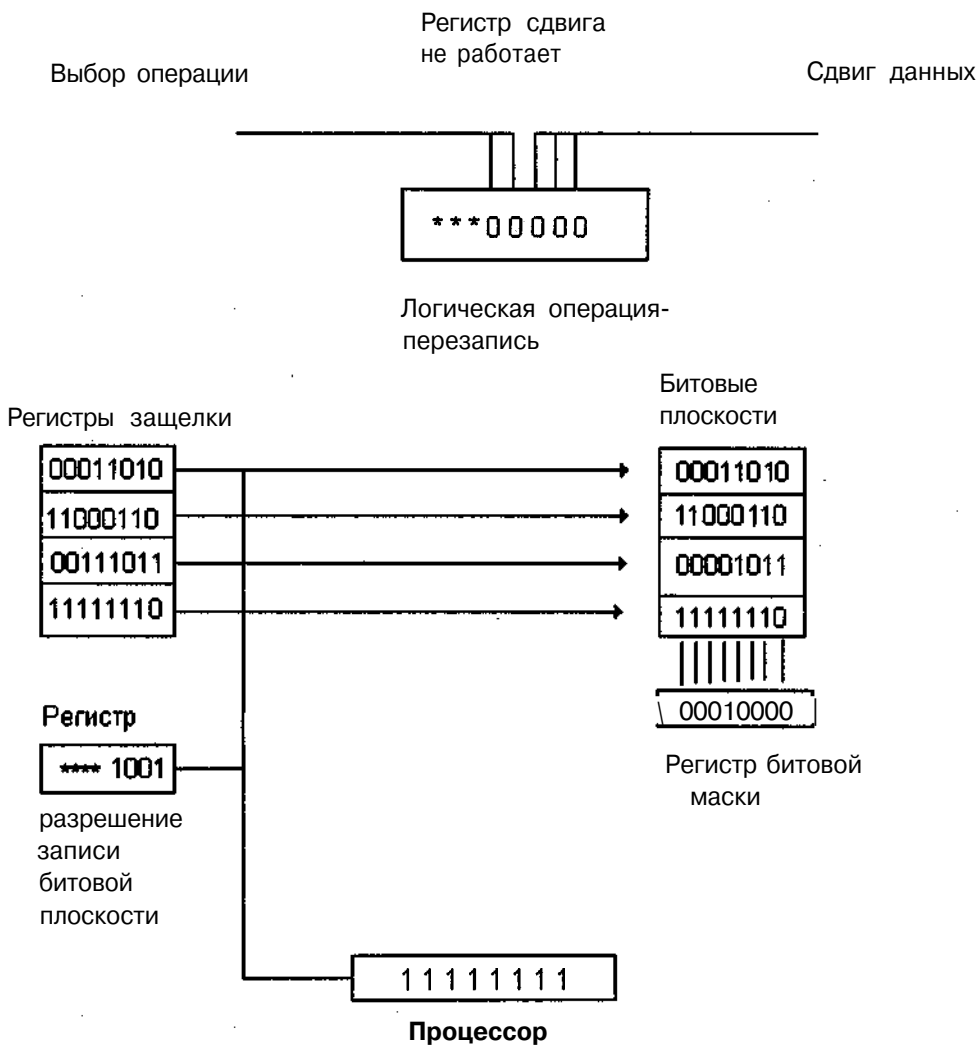 Регистр сдвига
не работает
Выбор операции
Сдвиг данных
***00000
Логическая операция-
перезапись
Битовые
плоскости
Регистры защелки
00011010
11000110
00111011
11111110
00011010
11000110
00001011
11111110
00010000
Регистр битовой
маски
Регистр
**** 1001
разрешение
записи
битовой
плоскости
11111111
Процессор